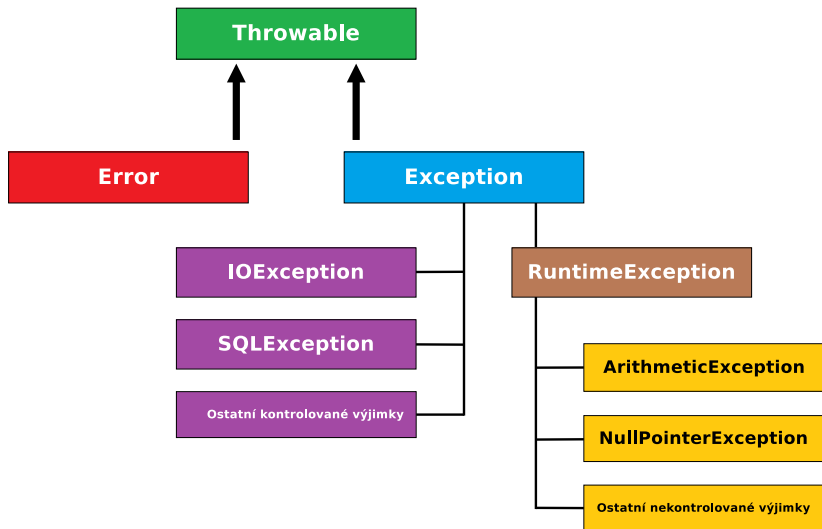 Throwable
Error
Exception
IOException
RuntimeException
SQLException
ArithmeticException
Ostatní kontrolované výjimky
NullPointerException
Ostatní nekontrolované výjimky